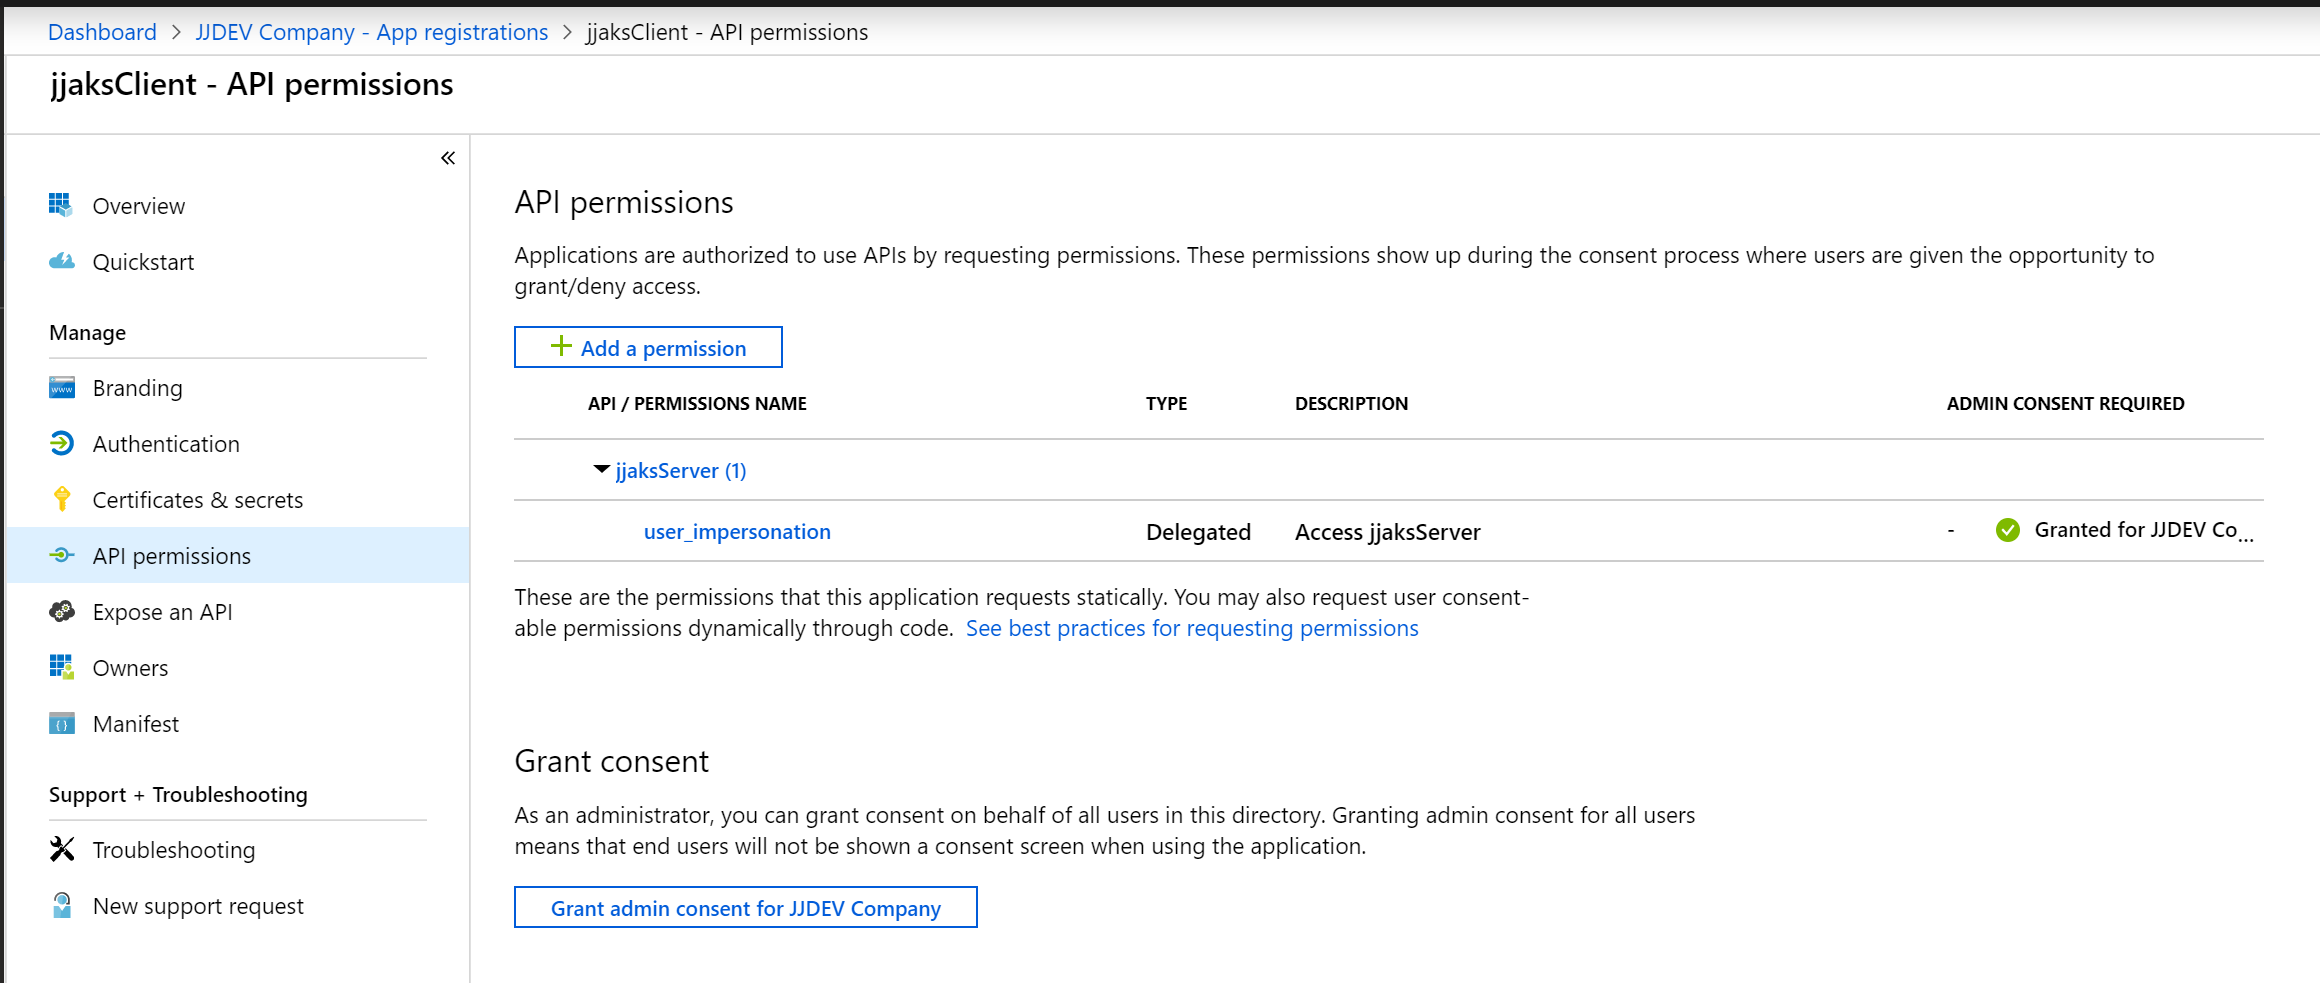 Dashboard > JJDEV Company - App registrations > jjaksClient - API permissions
jjaksClient - API permissions
«
Overview
Quickstart
Manage
Branding
Authentication
Certificates & secrets
API permissions
Expose an API
Owners
Manifest
Support + Troubleshooting
Troubleshooting
New support request
API permissions
Applications are authorized to use APIs by requesting permissions. These permissions show up during the consent process where users are given the opportunity to
grant/deny access.
+ Add a permission
API / PERMISSIONS NAME TYPE DESCRIPTION ADMIN CONSENT REQUIRED
jjaksServer (1)
user_impersonation Delegated Access jjaksServer - Granted for JJDEV Co...
These are the permissions that this application requests statically. You may also request user consent-
able permissions dynamically through code. See best practices for requesting permissions
Grant consent
As an administrator, you can grant consent on behalf of all users in this directory. Granting admin consent for all users
means that end users will not be shown a consent screen when using the application.
Grant admin consent for JJDEV Company